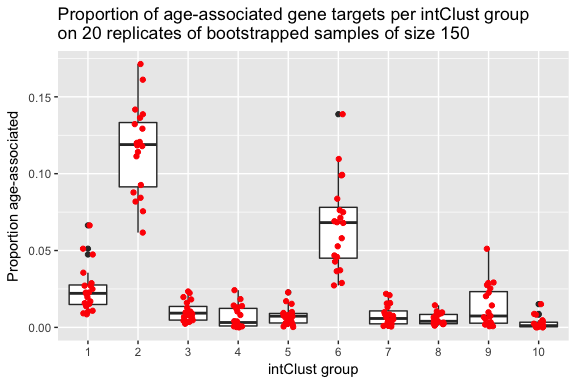 Proportion of age-associated gene targets per intClust group
on 20 replicates of bootstrapped samples of size 150
Proportion age-associated
0.15
0.10
0.05
0.00
1 2 3 4 5 6 7 8 9 10
intClust group